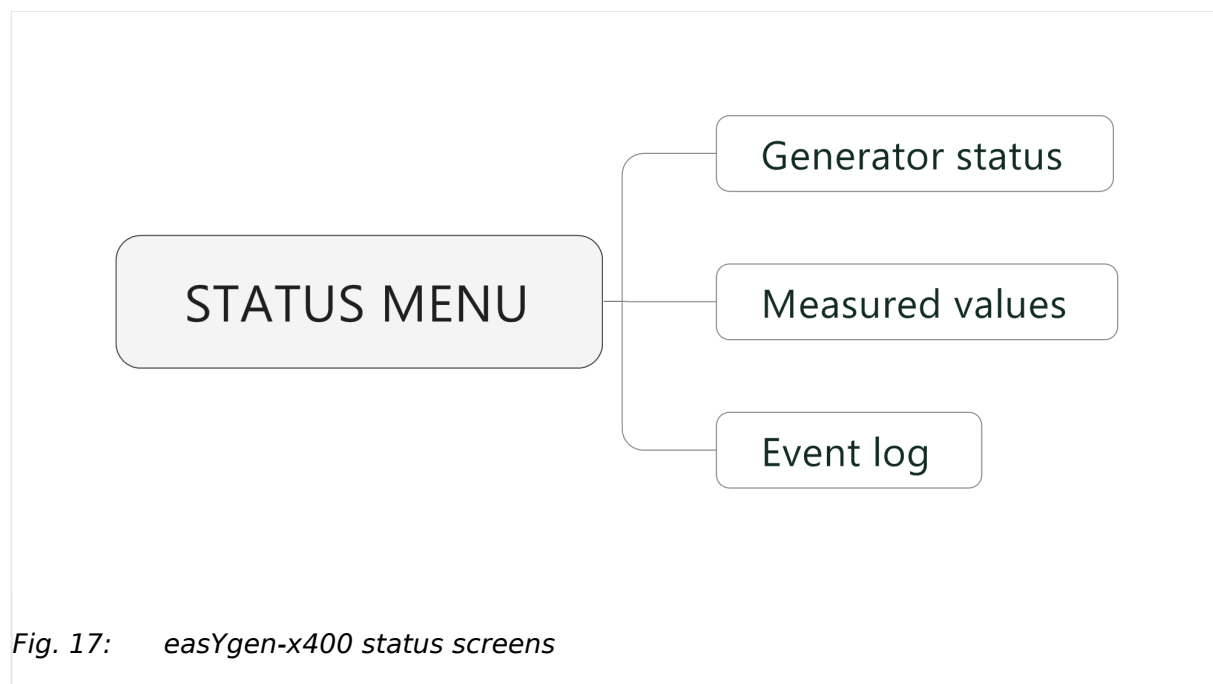 Generator status
STATUS MENU
Measured values
Event log
Fig. 17: easYgen-x400 status screens